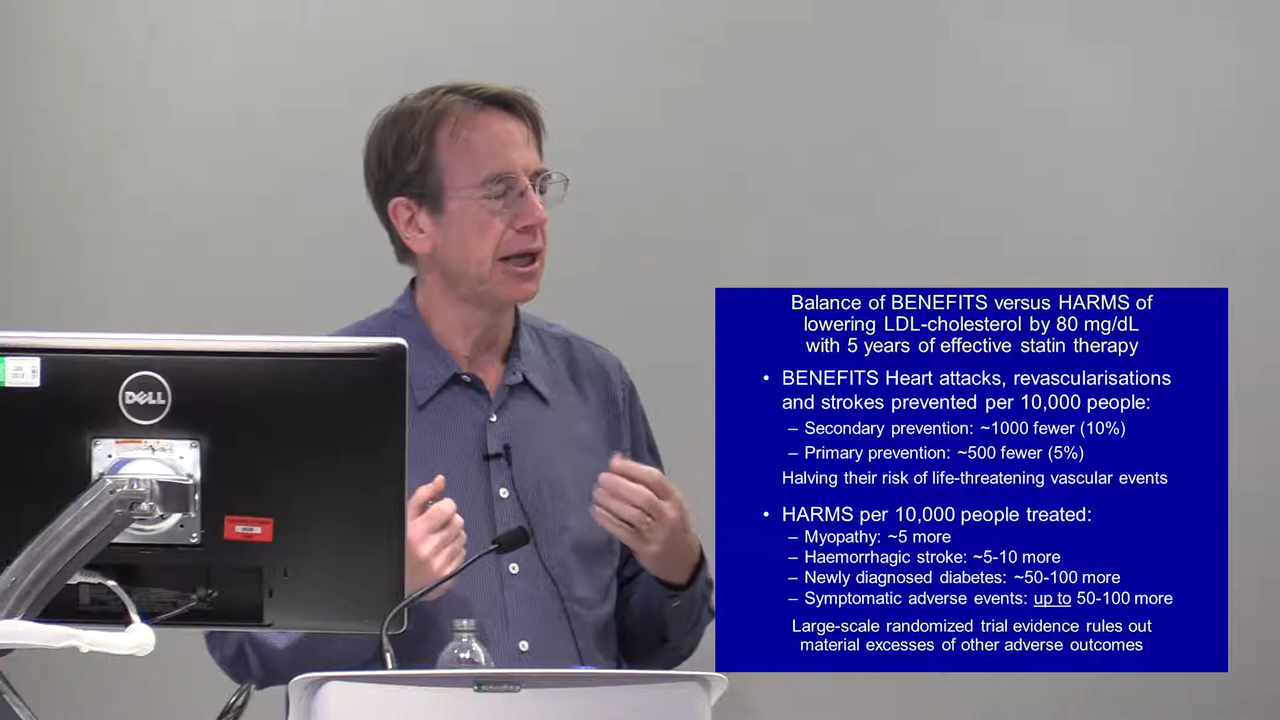 Balance of BENEFITS versus HARMS of
lowering LDL-cholesterol by 80 mg/dL
with 5 years of effective statin therapy
• BENEFITS Heart attacks, revascularisations
and strokes prevented per 10,000 people:
– Secondary prevention: ~1000 fewer (10%)
– Primary prevention: ~500 fewer (5%)
Halving their risk of life-threatening vascular events
• HARMS per 10,000 people treated:
– Myopathy: ~5 more
– Haemorrhagic stroke: ~5-10 more
– Newly diagnosed diabetes: ~50-100 more
– Symptomatic adverse events: up to 50-100 more
Large-scale randomized trial evidence rules out
material excesses of other adverse outcomes
DELL